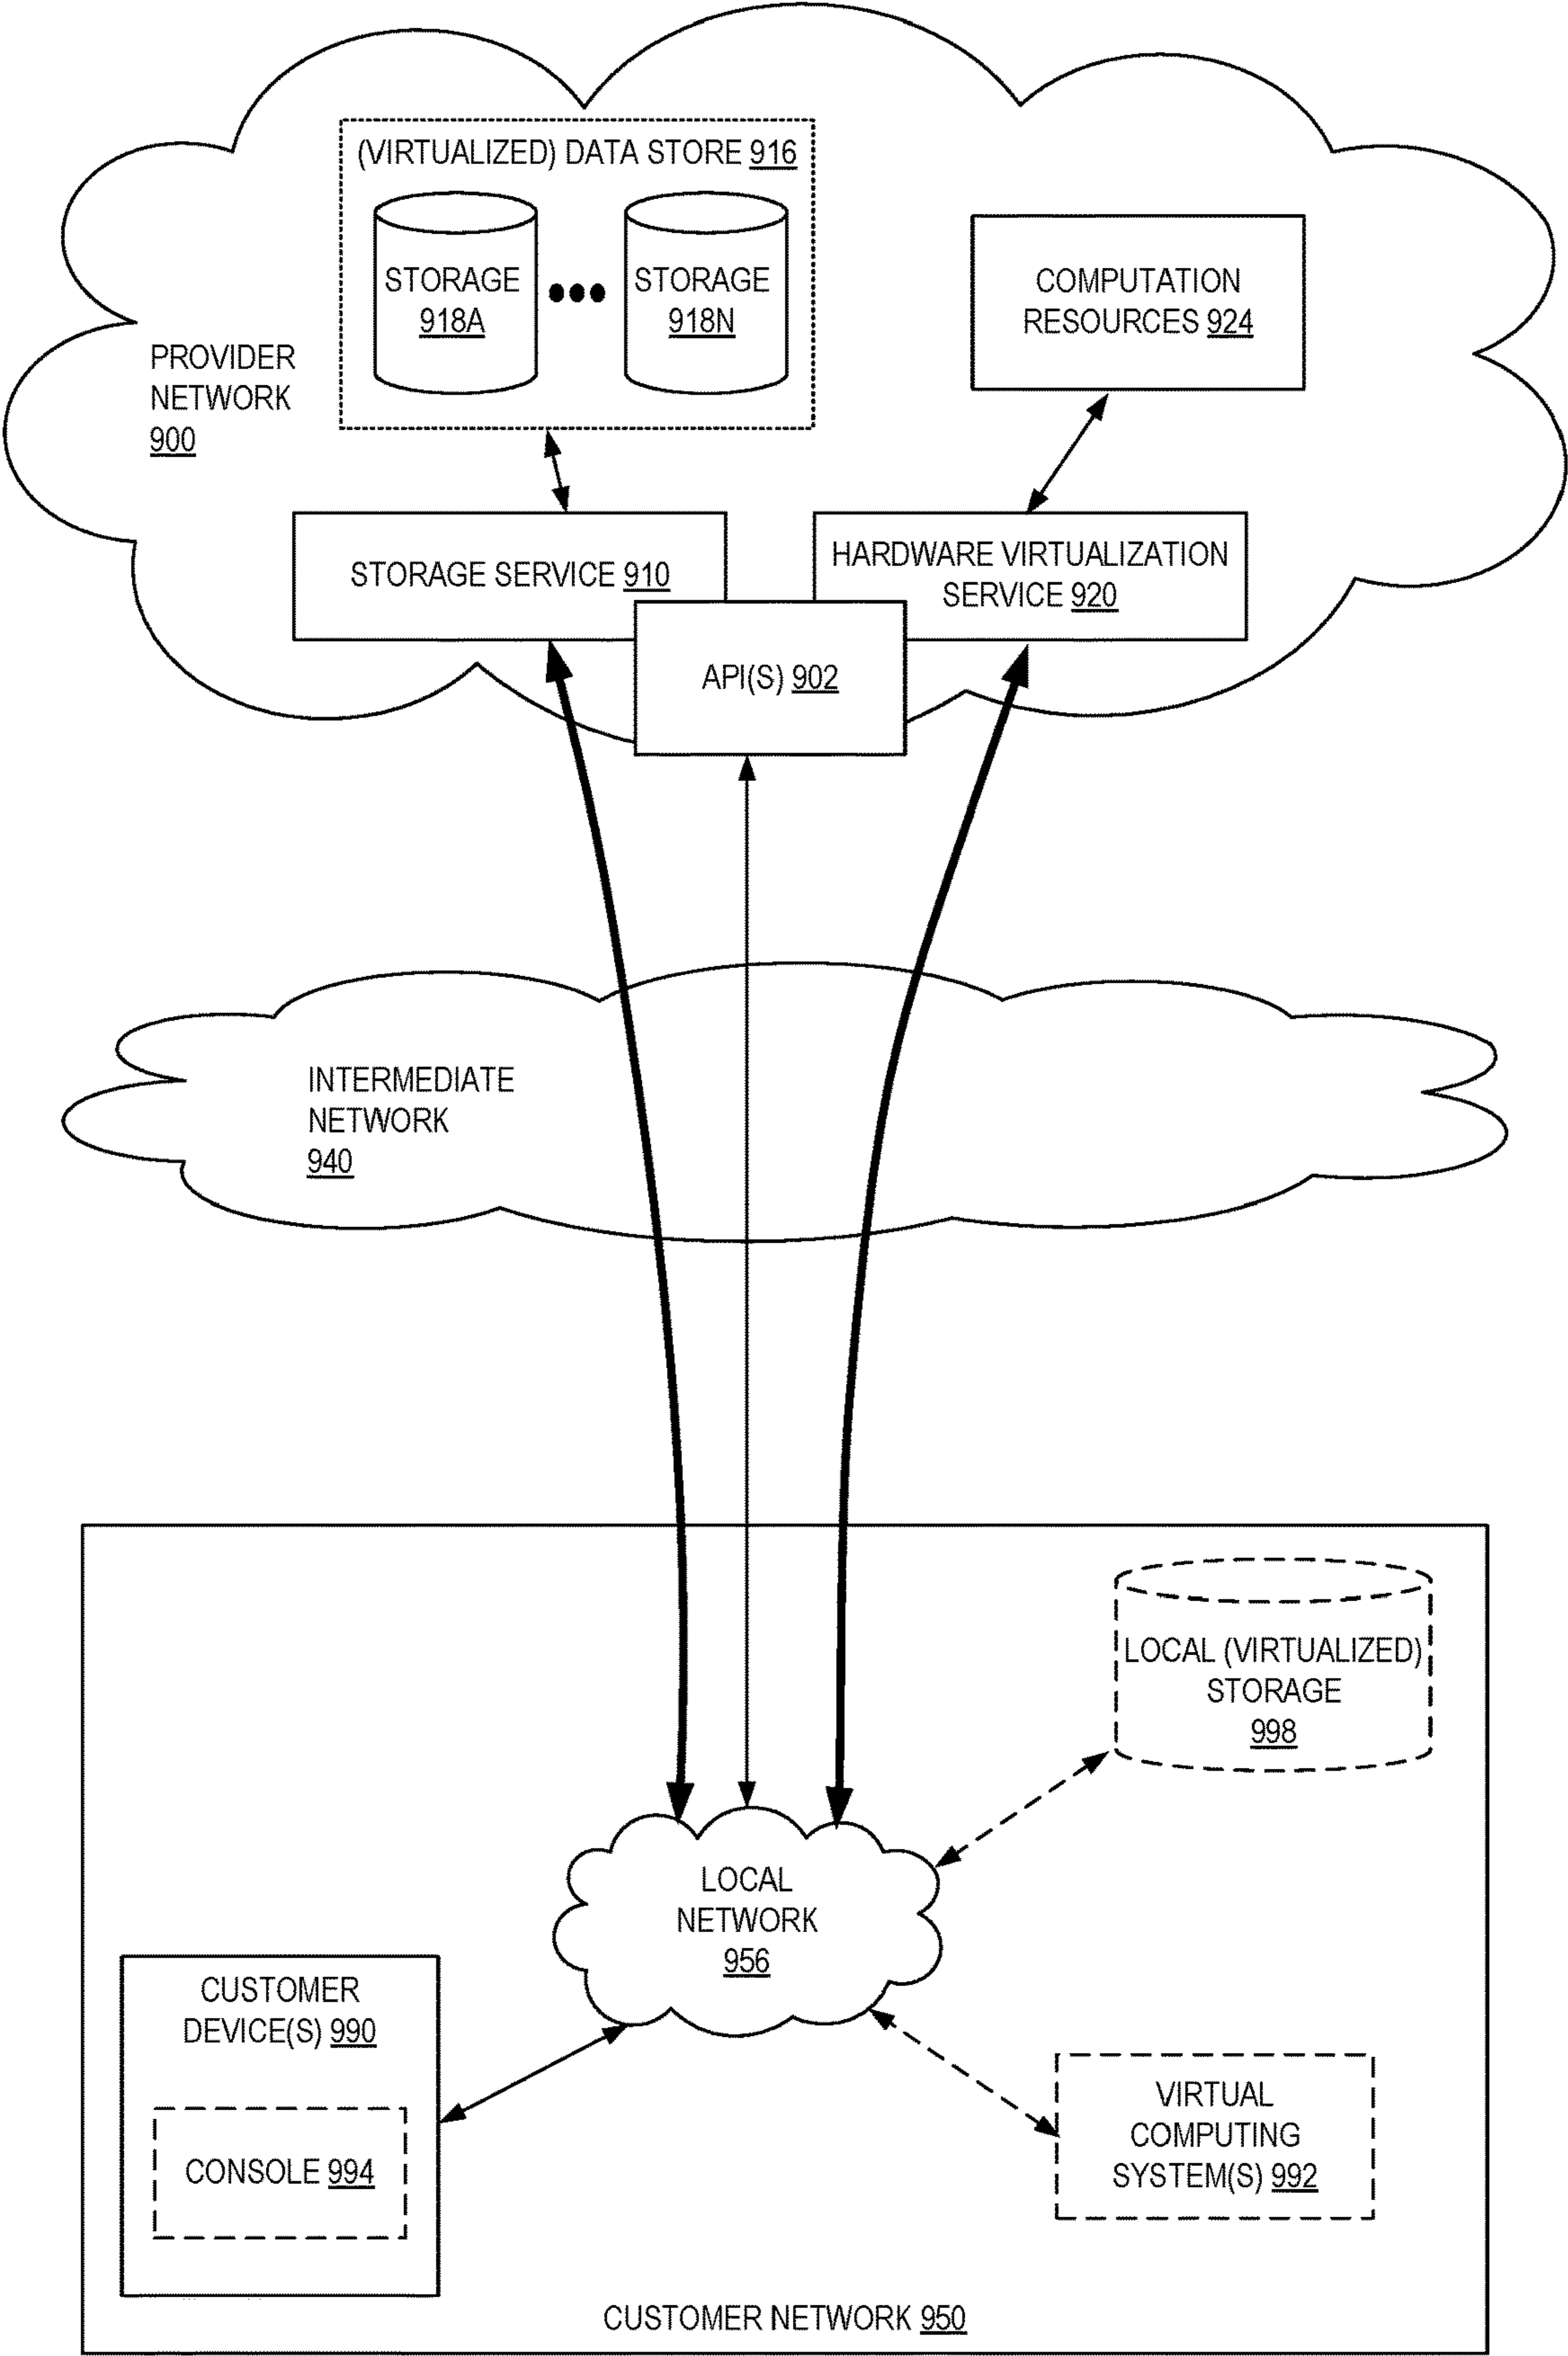 (VIRTUALIZED) DATA STORE 916
STORAGE
918A
STORAGE
918N
COMPUTATION
RESOURCES 924
PROVIDER
NETWORK
900
STORAGE SERVICE 910
HARDWARE VIRTUALIZATION
SERVICE 920
API(S) 902
INTERMEDIATE
NETWORK
940
LOCAL (VIRTUALIZED)
STORAGE
998
LOCAL
NETWORK
956
CUSTOMER
DEVICE(S) 990
CONSOLE 994
VIRTUAL
COMPUTING
SYSTEM(S) 992
CUSTOMER NETWORK 950